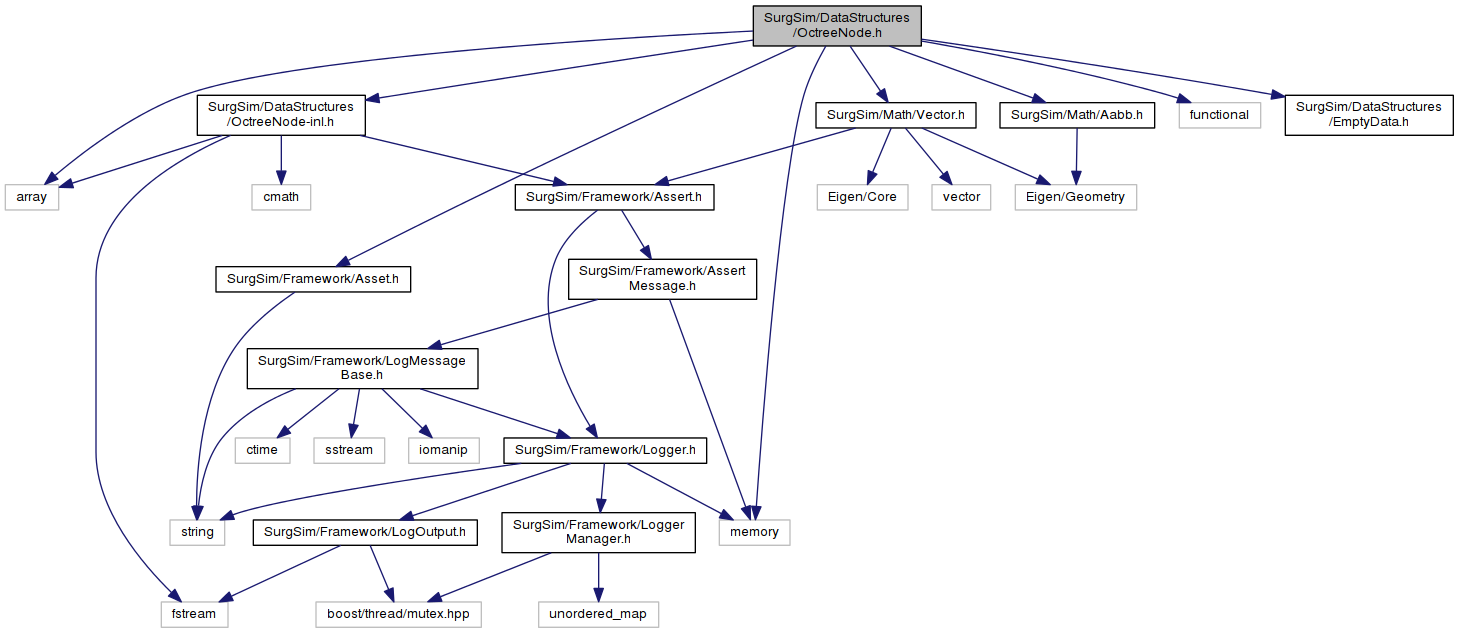 SurgSim/DataStructures
/OctreeNode.h
SurgSim/DataStructures
/OctreeNode-inl.h
SurgSim/Math/Vector.h
SurgSim/Math/Aabb.h
functional
SurgSim/DataStructures
/EmptyData.h
array
cmath
SurgSim/Framework/Assert.h
Eigen/Core
vector
Eigen/Geometry
SurgSim/Framework/Asset.h
SurgSim/Framework/Assert
Message.h
SurgSim/Framework/LogMessage
Base.h
ctime
sstream
iomanip
SurgSim/Framework/Logger.h
string
SurgSim/Framework/LogOutput.h
SurgSim/Framework/Logger
Manager.h
memory
fstream
boost/thread/mutex.hpp
unordered_map